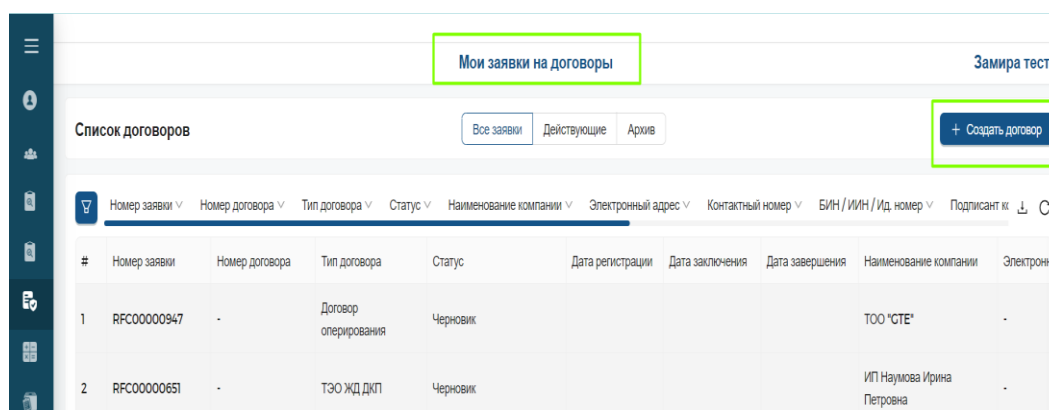 Мои заявки на договоры
Замира тест
Список договоров
Все заявки Действующие Архив
+ Создать договор
Номер заявки Номер договора Тип договора Статус Наименование компании Электронный адрес Контактный номер БИН / ИИН / Ид. номер Подписант
# Номер заявки Номер договора Тип договора Статус Дата регистрации Дата заключения Дата завершения Наименование компании Электрон
1 RFC00000947 - Договор оперирования Черновик ТОО "GTE" -
2 RFC00000651 - ТЭО ЖД ДКП Черновик ИП Наумова Ирина Петровна -